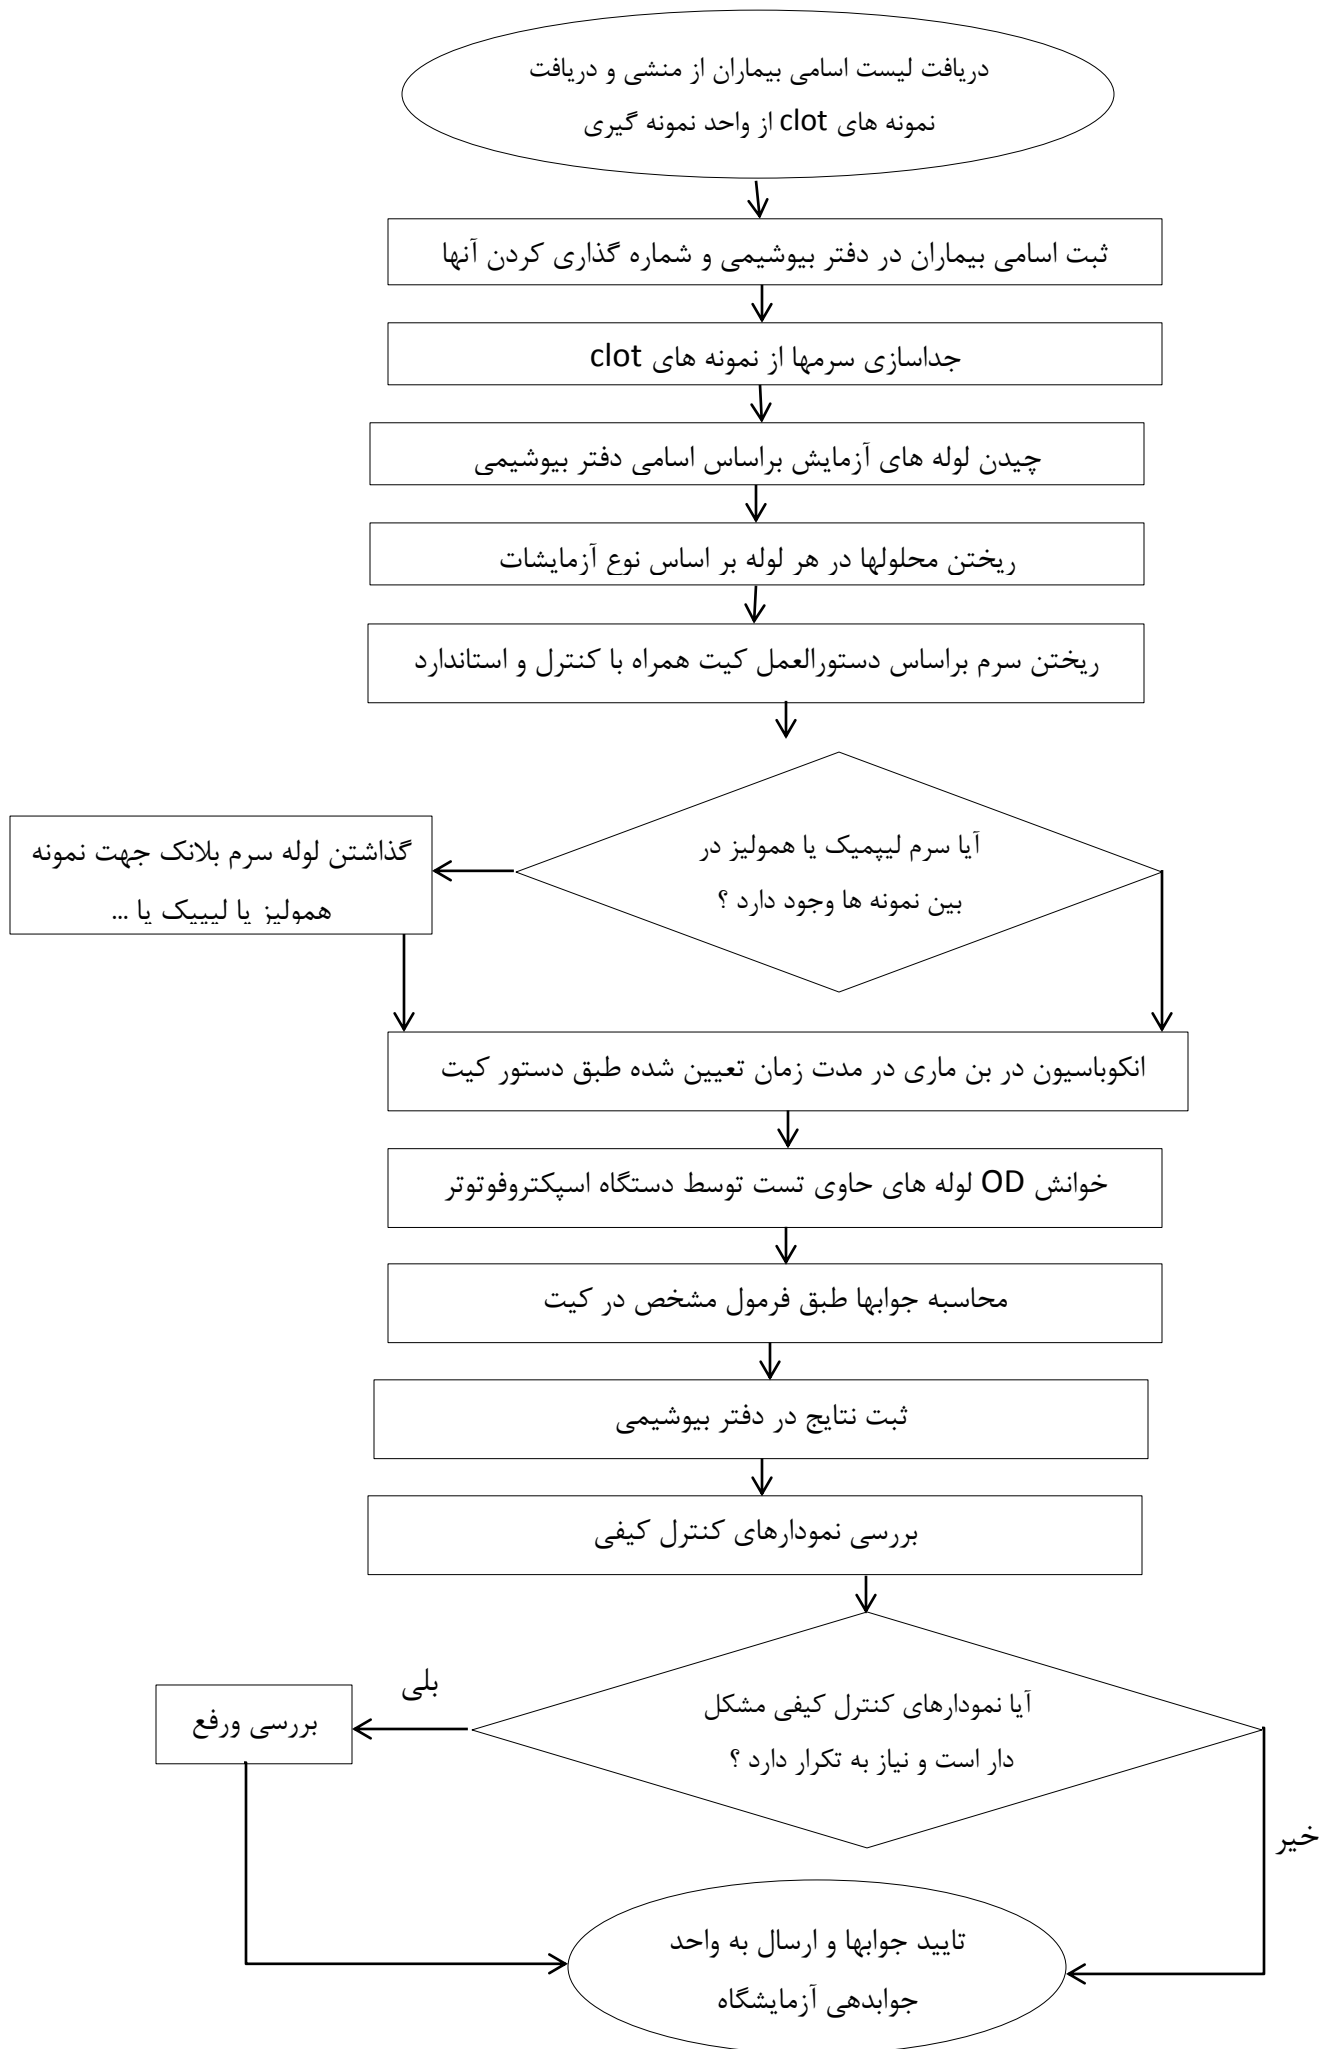 دریافت لیست اسامی بیماران از منشی و دریافت
نمونه های clot از واحد نمونه گیری
ثبت اسامی بیماران در دفتر بیوشیمی و شماره گذاری کردن آنها
جداسازی سرمها از نمونه های clot
چیدن لوله های آزمایش براساس اسامی دفتر بیوشیمی
ریختن محلولها در هر لوله بر اساس نوع آزمایشات
ریختن سرم براساس دستورالعمل کیت همراه با کنترل و استاندارد
آیا سرم لیپمیک یا همولیز در
بین نمونه ها وجود دارد ؟
گذاشتن لوله سرم بلانک جهت نمونه
همولیز یا لیپیک یا ...
انکوباسیون در بن ماری در مدت زمان تعیین شده طبق دستور کیت
خوانش OD لوله های حاوی تست توسط دستگاه اسپکتروفوتوتر
محاسبه جوابها طبق فرمول مشخص در کیت
ثبت نتایج در دفتر بیوشیمی
بررسی نمودارهای کنترل کیفی
آیا نمودارهای کنترل کیفی مشکل
دار است و نیاز به تکرار دارد ؟
بلی
بررسی ورفع
خیر
تایید جوابها و ارسال به واحد
جوابدهی آزمایشگاه